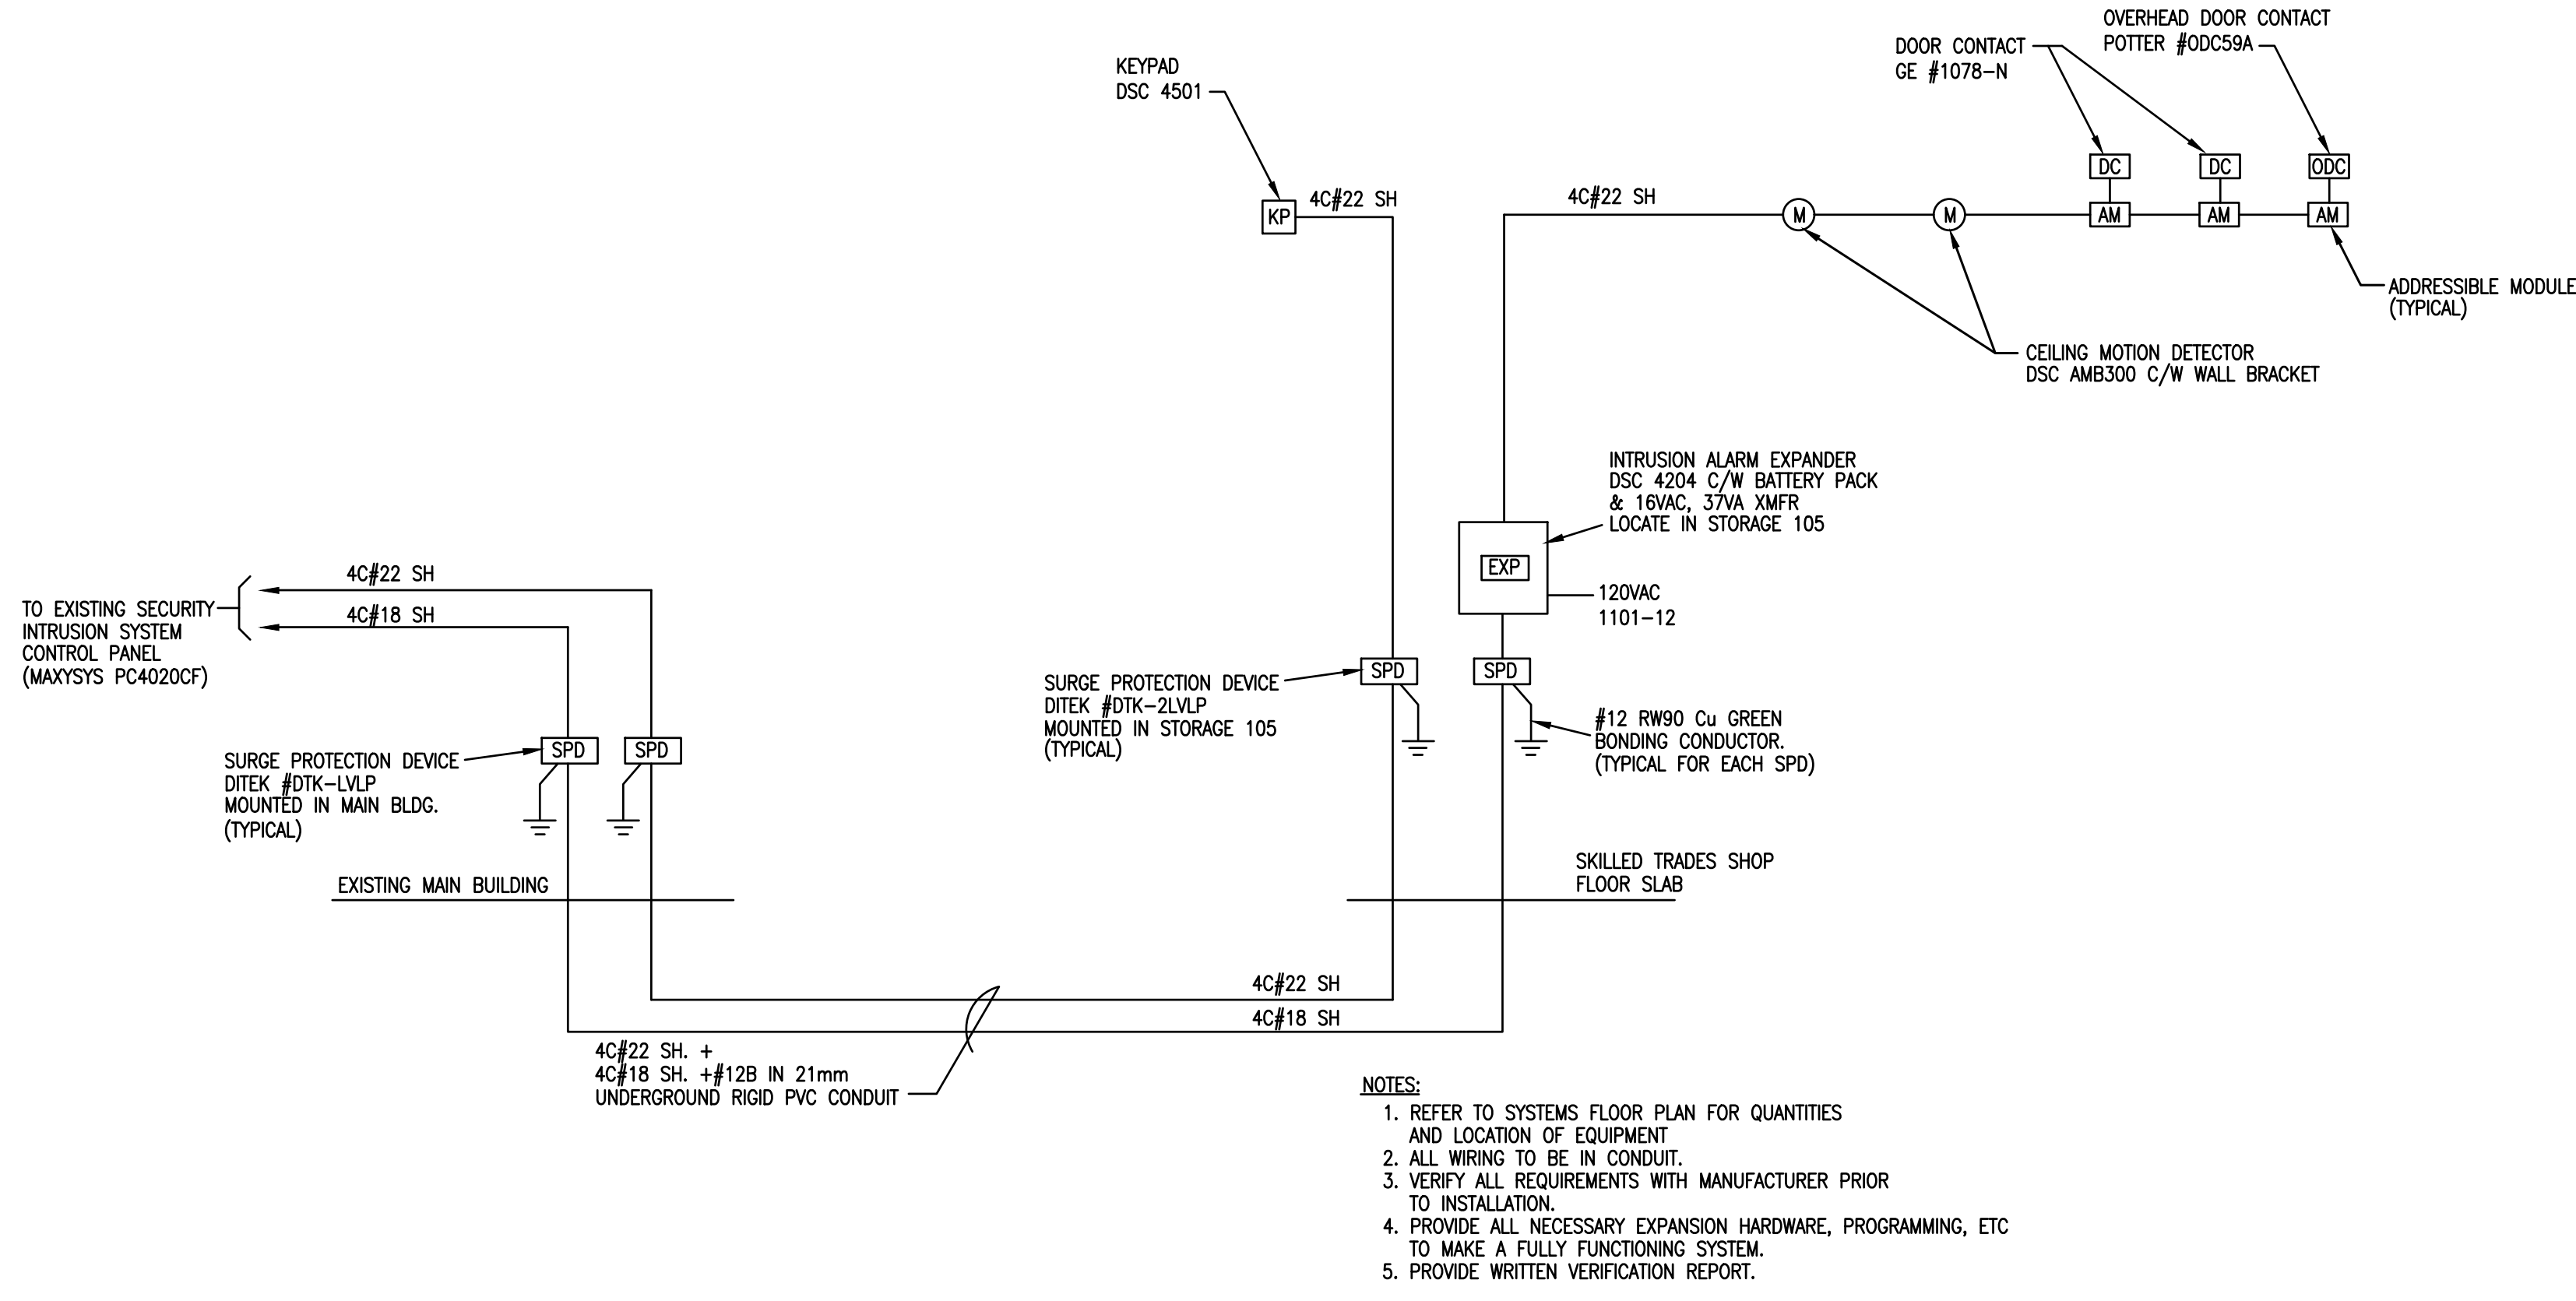 OVERHEAD DOOR CONTACT
POTTER #ODC59A
DOOR CONTACT
GE #1078-N
KEYPAD
DSC 4501
DC
DC
ODC
KP
4C#22 SH
4C#22 SH
M
M
AM
AM
AM
ADDRESSIBLE MODULE
(TYPICAL)
CEILING MOTION DETECTOR
DSC AMB300 C/W WALL BRACKET
INTRUSION ALARM EXPANDER
DSC 4204 C/W BATTERY PACK
& 16VAC, 37VA XMFR
LOCATE IN STORAGE 105
EXP
120VAC
1101-12
4C#22 SH
4C#18 SH
TO EXISTING SECURITY
INTRUSION SYSTEM
CONTROL PANEL
(MAXYSYS PC4020CF)
SURGE PROTECTION DEVICE
DITEK #DTK-2LVLP
MOUNTED IN STORAGE 105
(TYPICAL)
SPD
SPD
#12 RW90 Cu GREEN
BONDING CONDUCTOR.
(TYPICAL FOR EACH SPD)
SURGE PROTECTION DEVICE
DITEK #DTK-LVLP
MOUNTED IN MAIN BLDG.
(TYPICAL)
SPD
SPD
EXISTING MAIN BUILDING
SKILLED TRADES SHOP
FLOOR SLAB
4C#22 SH
4C#18 SH
4C#22 SH. +
4C#18 SH. +#12B IN 21mm
UNDERGROUND RIGID PVC CONDUIT
NOTES:
1. REFER TO SYSTEMS FLOOR PLAN FOR QUANTITIES
AND LOCATION OF EQUIPMENT
2. ALL WIRING TO BE IN CONDUIT.
3. VERIFY ALL REQUIREMENTS WITH MANUFACTURER PRIOR
TO INSTALLATION.
4. PROVIDE ALL NECESSARY EXPANSION HARDWARE, PROGRAMMING, ETC
TO MAKE A FULLY FUNCTIONING SYSTEM.
5. PROVIDE WRITTEN VERIFICATION REPORT.